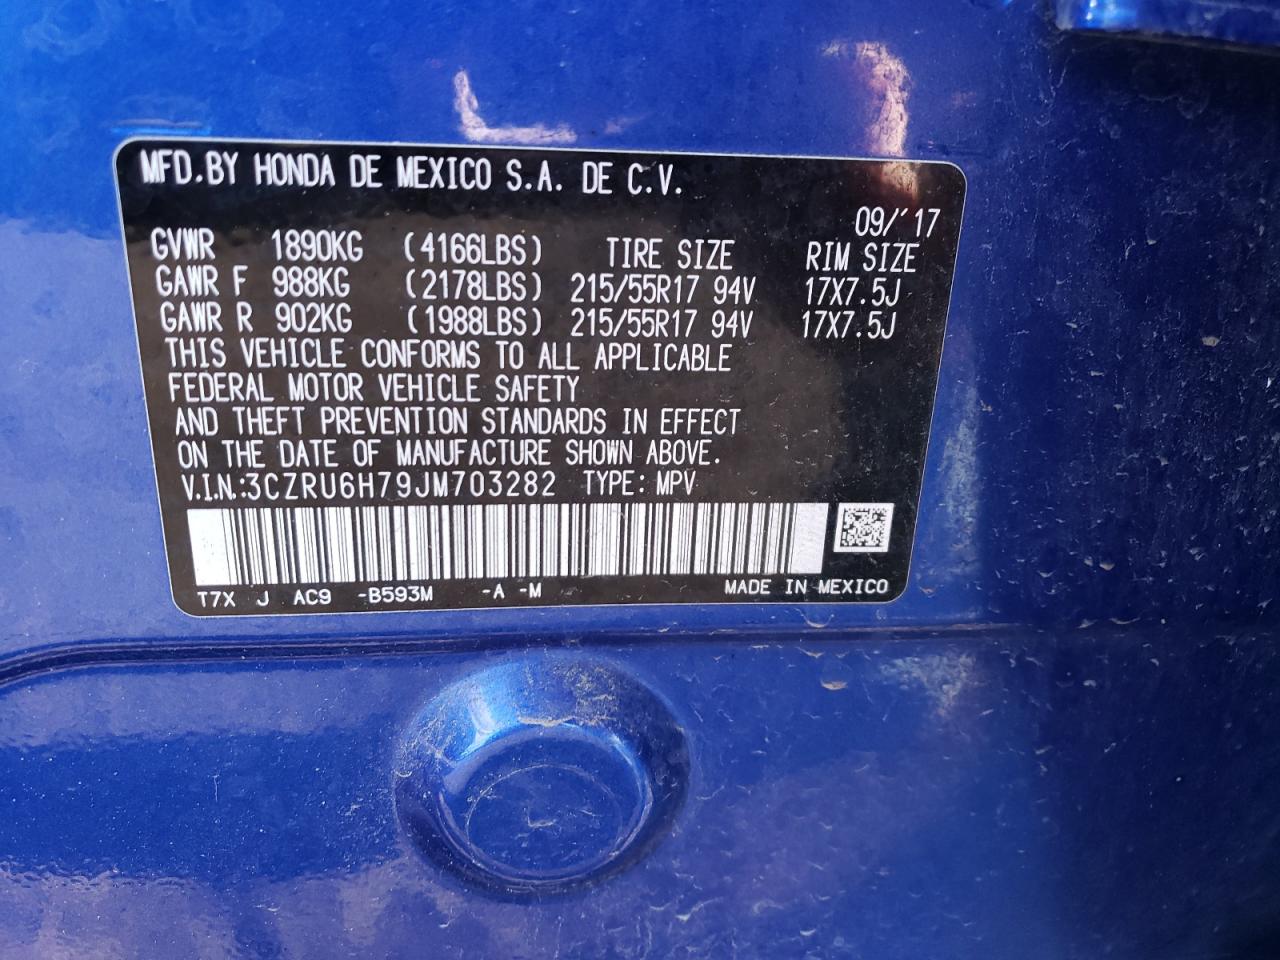 MFD.BY HONDA DE MEXICO S.A. DE C.V.
09/'17
GVWR 1890KG (4166LBS) TIRE SIZE RIM SIZE
GAWR F 988KG (2178LBS) 215/55R17 94V 17X7.5J
GAWR R 902KG (1988LBS) 215/55R17 94V 17X7.5J
THIS VEHICLE CONFORMS TO ALL APPLICABLE
FEDERAL MOTOR VEHICLE SAFETY
AND THEFT PREVENTION STANDARDS IN EFFECT
ON THE DATE OF MANUFACTURE SHOWN ABOVE.
V.I.N.:3CZRU6H79JM703282 TYPE: MPV
T7X J AC9 -B593M -A -M MADE IN MEXICO